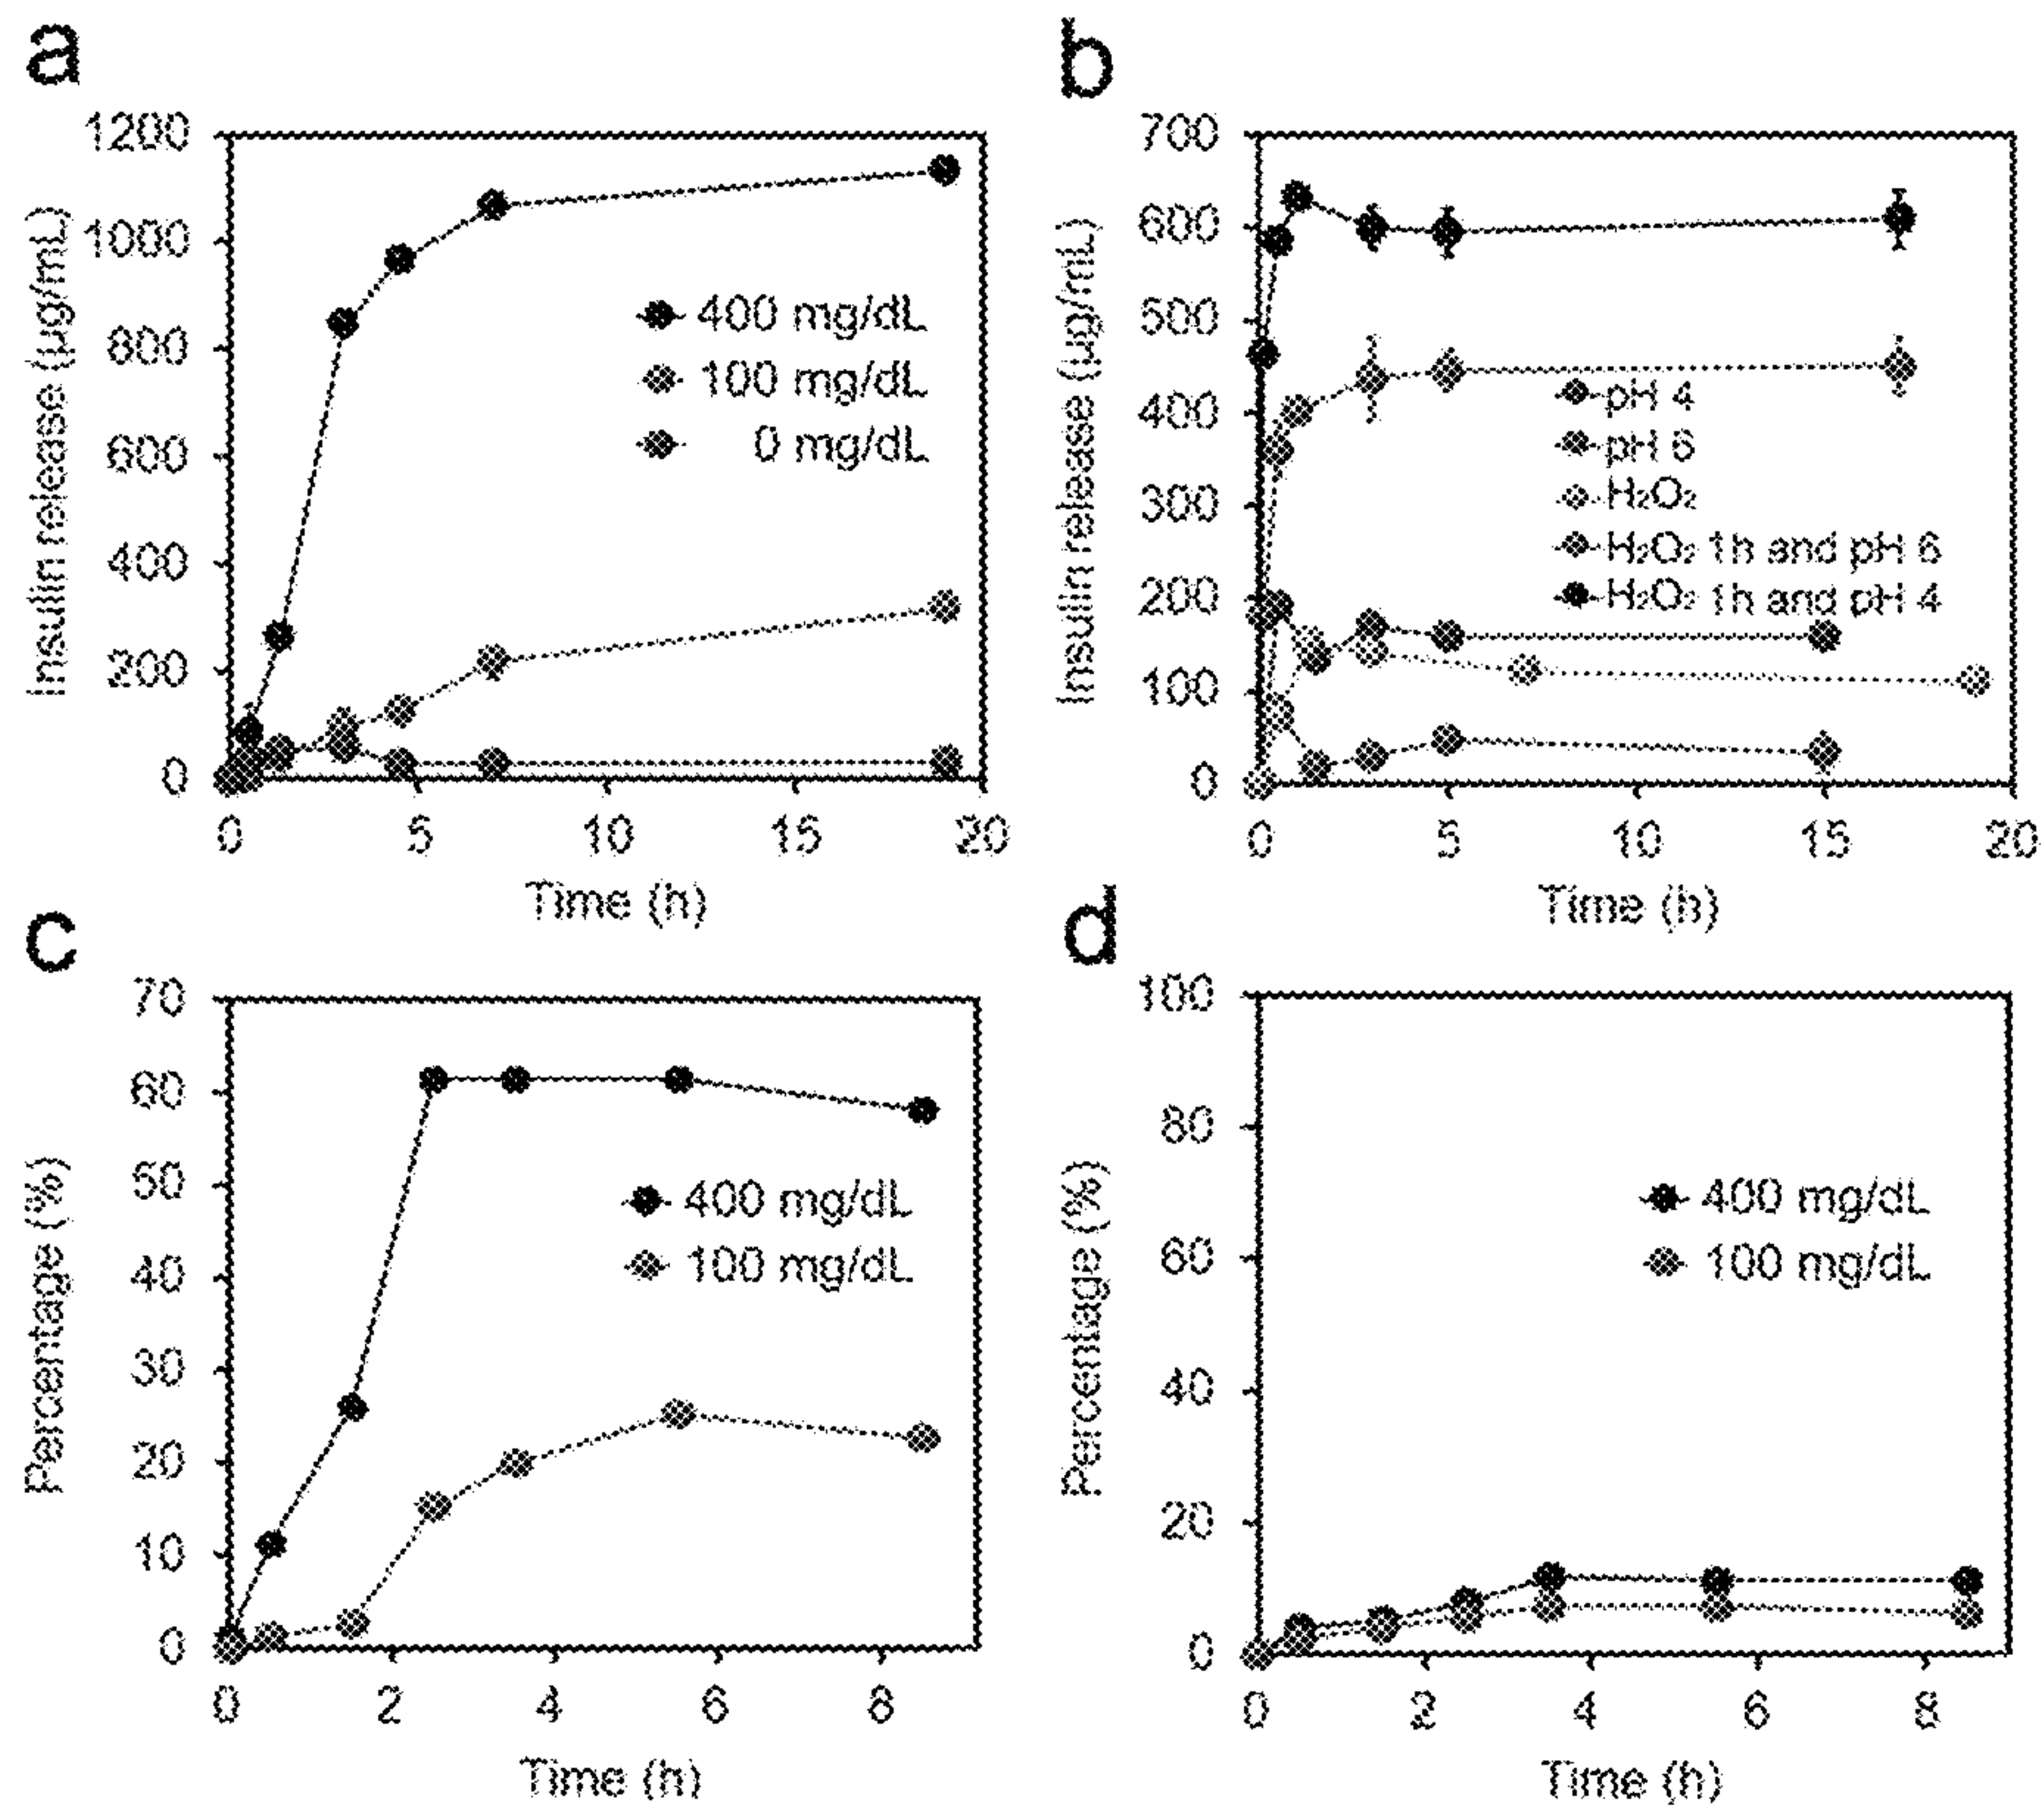 a
1200
1000
800
600
400
200
0
0 5 10 15 20
Insulin release (µg/mL)
Time (h)
400 mg/dL
100 mg/dL
0 mg/dL
b
700
600
500
400
300
200
100
0
0 5 10 15 20
Insulin release (µg/mL)
Time (h)
pH 4
pH 6
H₂O₂
H₂O₂ 1h and pH 6
H₂O₂ 1h and pH 4
c
70
60
50
40
30
20
10
0
0 2 4 6 8
Percentage (%)
Time (h)
400 mg/dL
100 mg/dL
d
100
80
60
40
20
0
0 2 4 6 8
Percentage (%)
Time (h)
400 mg/dL
100 mg/dL